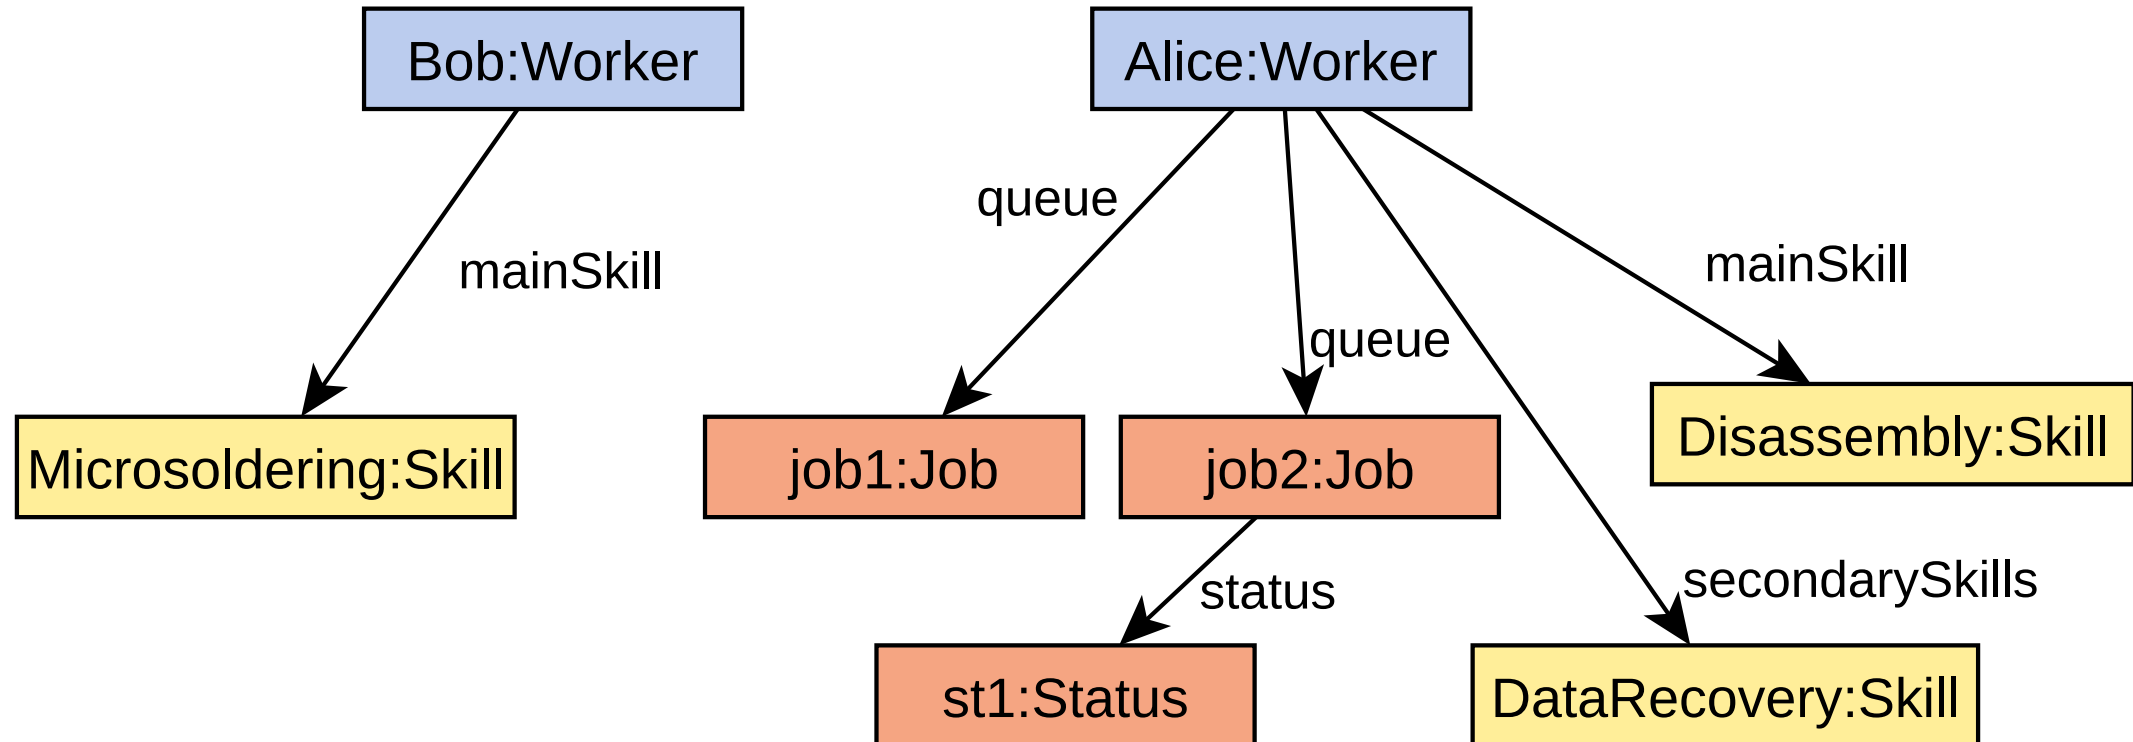 Bob:Worker
Alice:Worker
queue
mainSkill
mainSkill
queue
Microsoldering:Skill
job1:Job
job2:Job
Disassembly:Skill
status
secondarySkills
st1:Status
DataRecovery:Skill